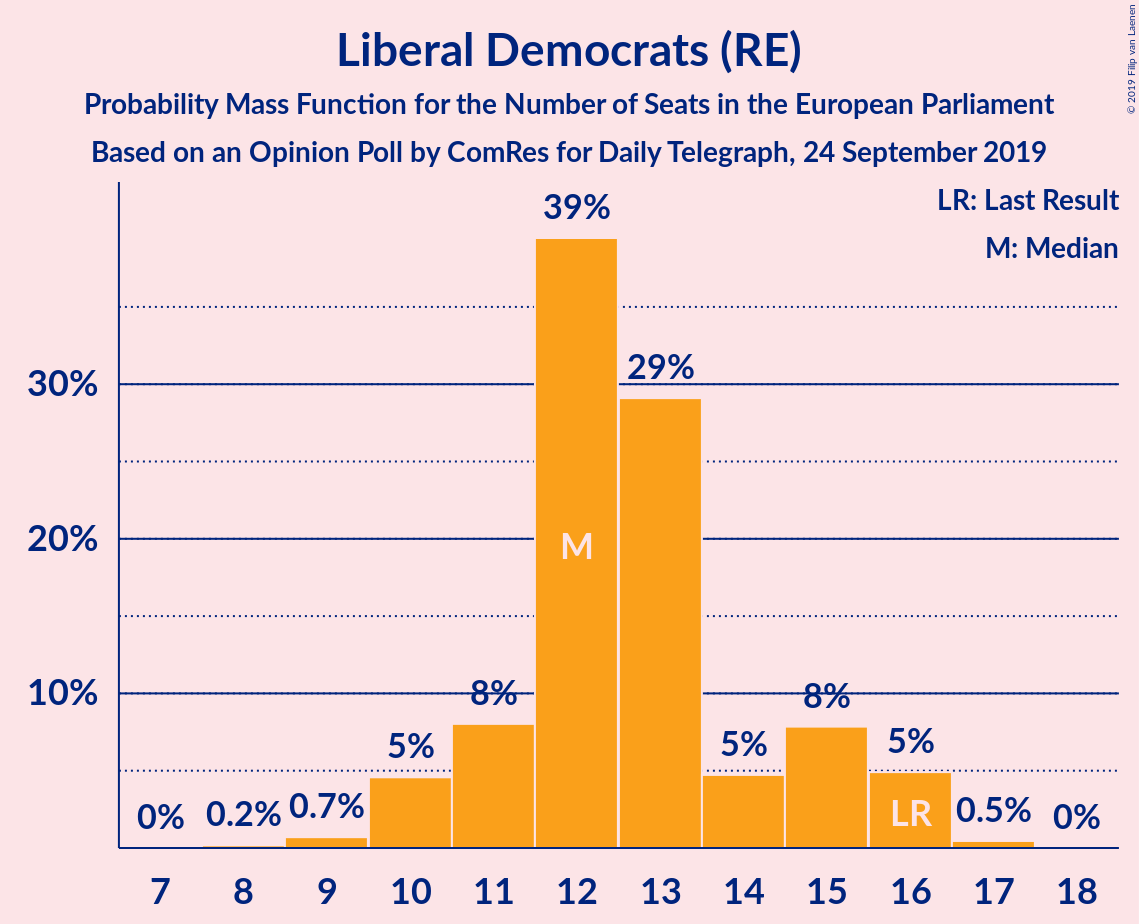 Liberal Democrats (RE)
Probability Mass Function for the Number of Seats in the European Parliament
Based on an Opinion Poll by ComRes for Daily Telegraph, 24 September 2019
© 2019 Filip van Laenen
LR: Last Result
M: Median
39%
29%
30%
20%
10%
M
8%
8%
5%
5%
5%
0%
0.2%
0.7%
LR
0.5%
0%
7 8 9 10 11 12 13 14 15 16 17 18